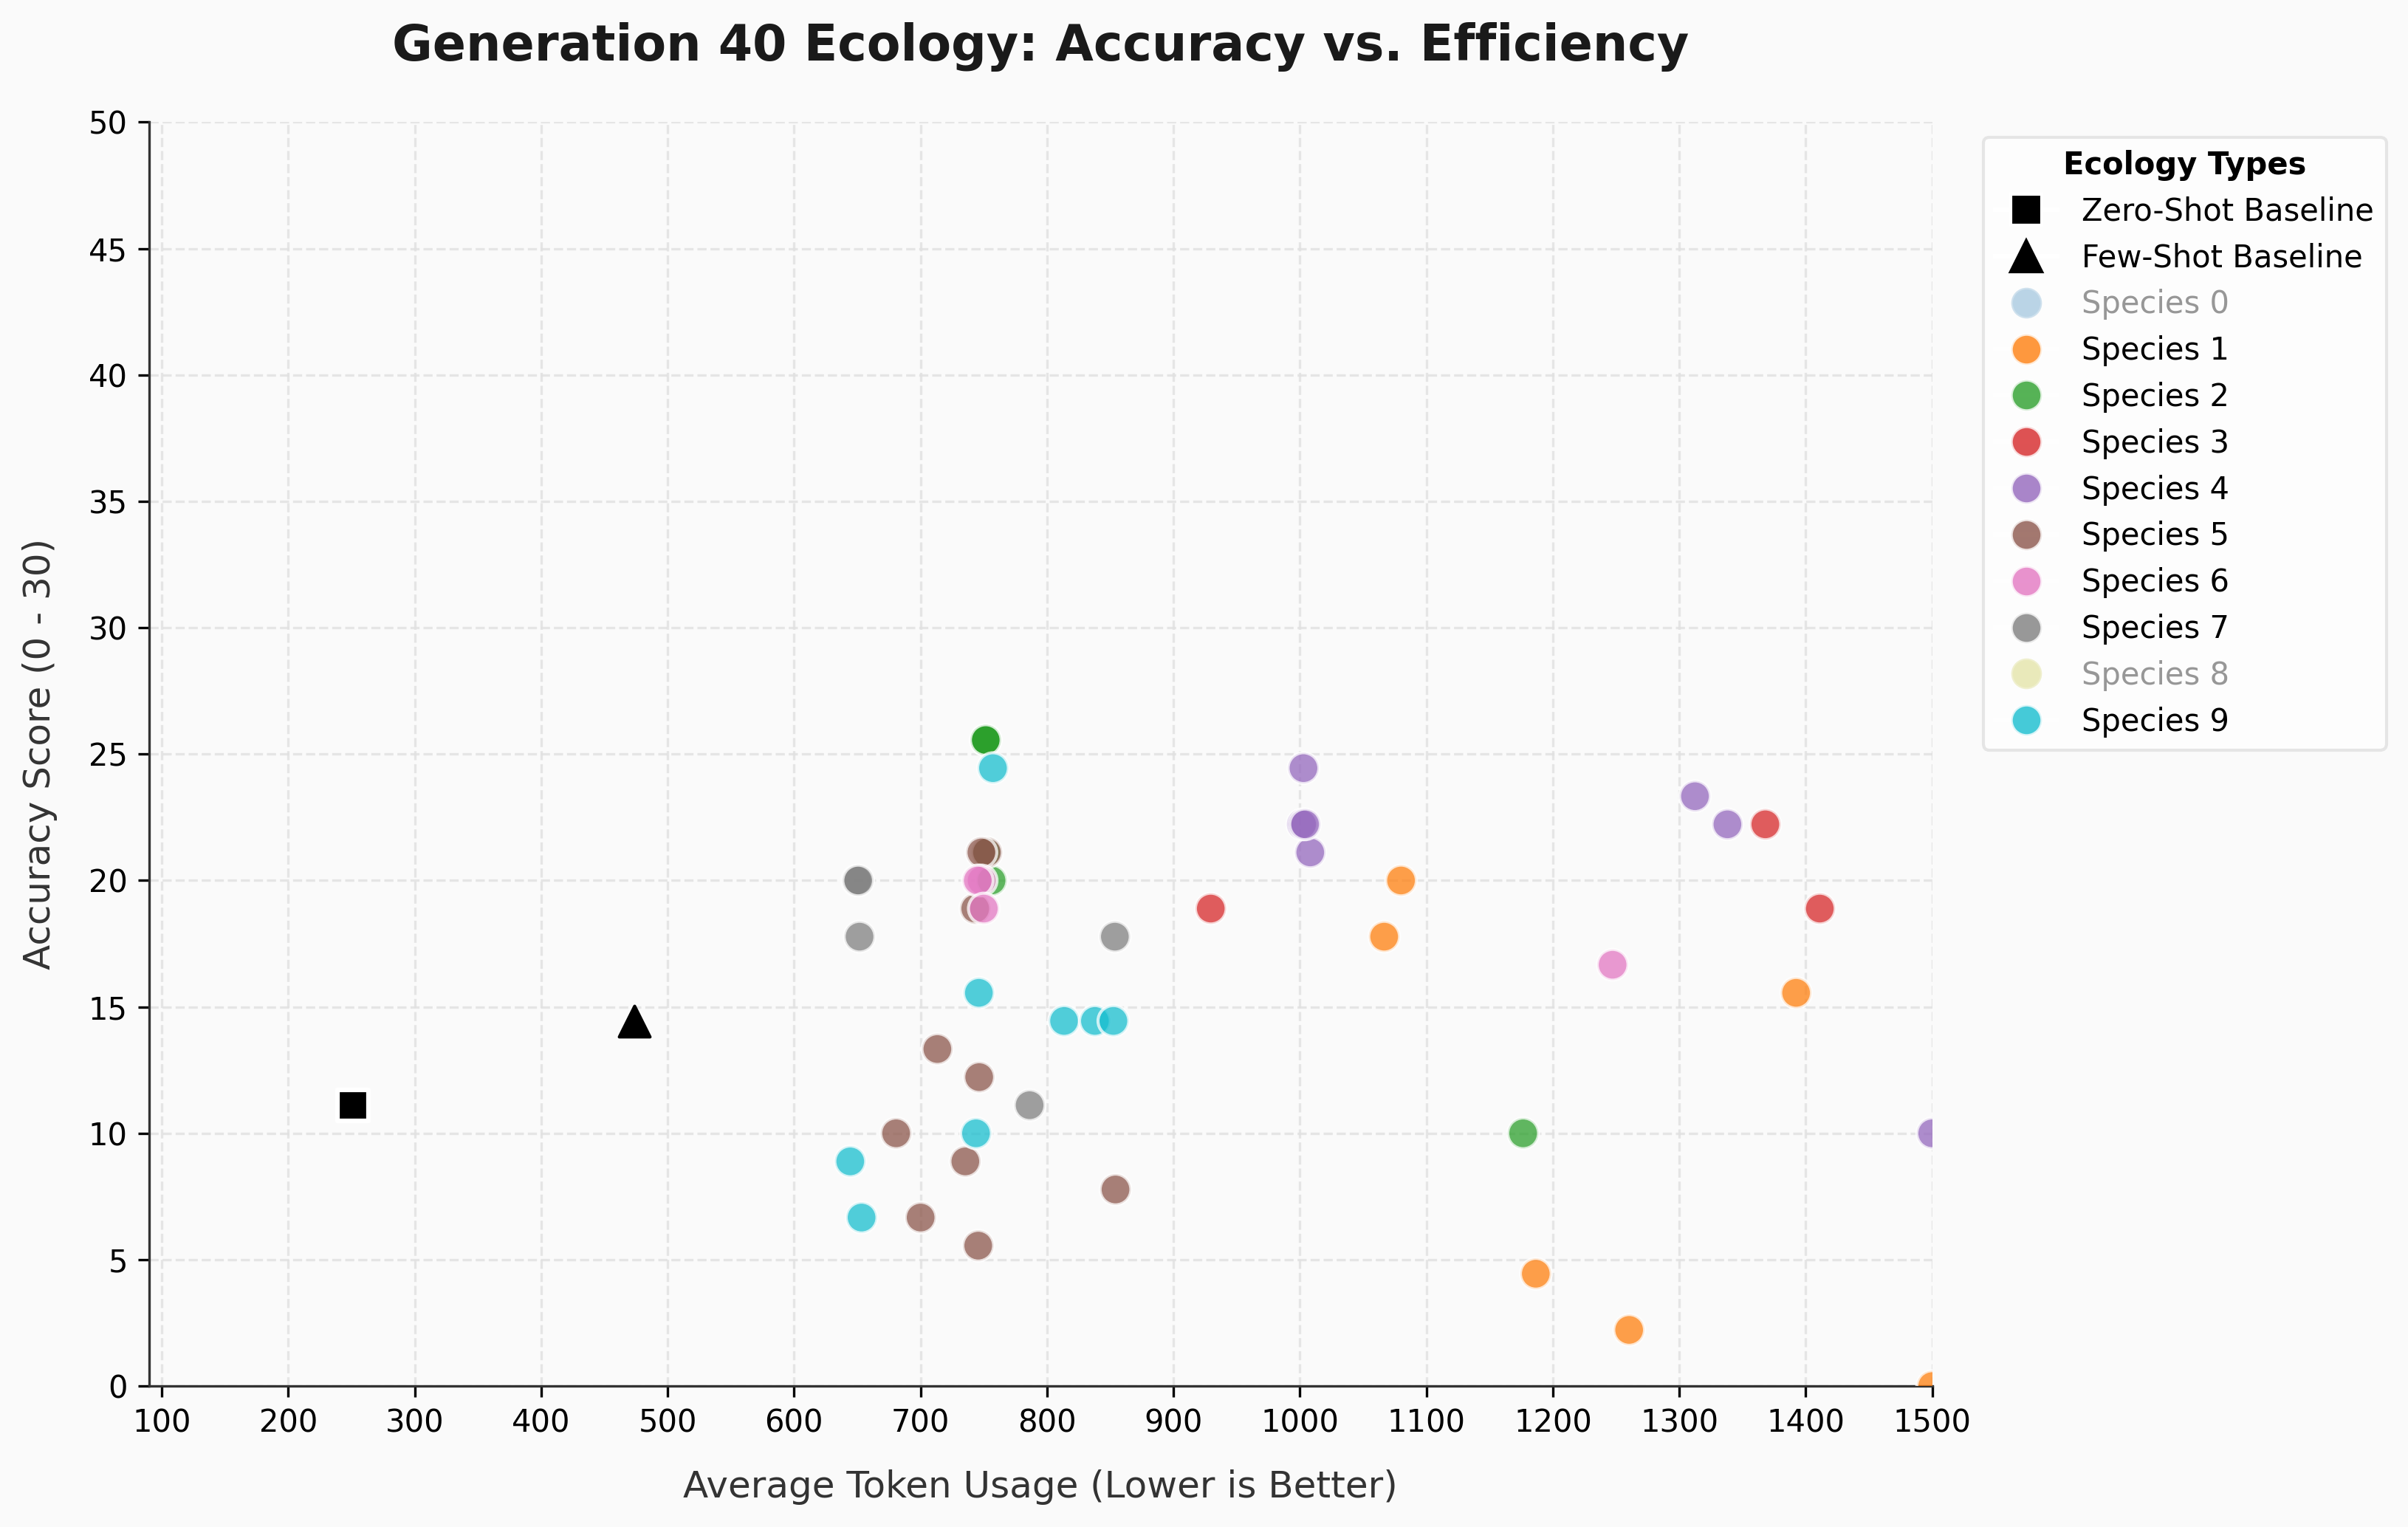 Generation 40 Ecology: Accuracy vs. Efficiency
50
45
40
35
30
25
20
15
10
5
0
Accuracy Score (0 - 30)
100 200 300 400 500 600 700 800 900 1000 1100 1200 1300 1400 1500
Average Token Usage (Lower is Better)
Ecology Types
Zero-Shot Baseline
Few-Shot Baseline
Species 0
Species 1
Species 2
Species 3
Species 4
Species 5
Species 6
Species 7
Species 8
Species 9